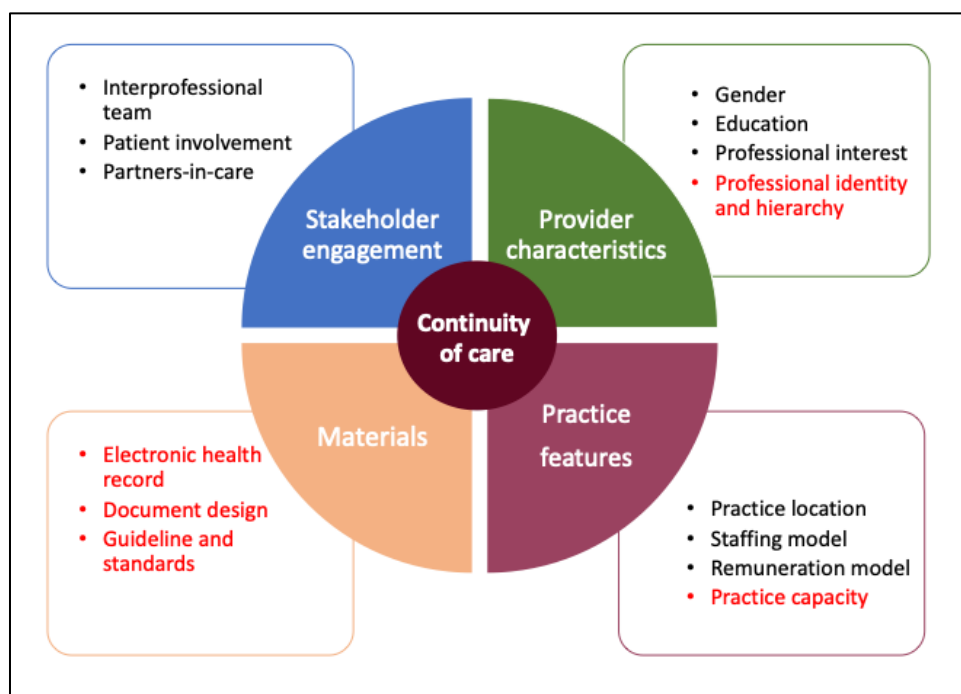 • Interprofessional
team
• Patient involvement
• Partners-in-care
• Gender
• Education
• Professional interest
• Professional identity
and hierarchy
Stakeholder
engagement
Provider
characteristics
Continuity
of care
Materials
Practice
features
• Electronic health
record
• Document design
• Guideline and
standards
• Practice location
• Staffing model
• Remuneration model
• Practice capacity